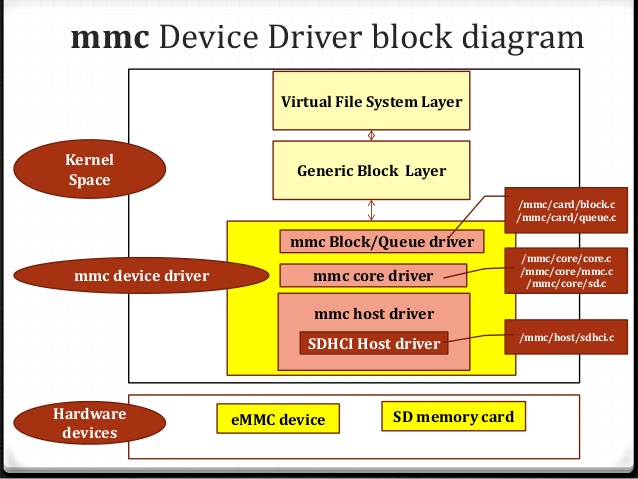 mmc Device Driver block diagram
Virtual File System Layer
Kernel
Space
Generic Block Layer
/mmc/card/block.c
/mmc/card/queue.c
mmc Block/Queue driver
mmc device driver
mmc core driver
/mmc/core/core.c
/mmc/core/mmc.c
/mmc/core/sd.c
mmc host driver
SDHCI Host driver
/mmc/host/sdhci.c
Hardware
devices
eMMC device
SD memory card